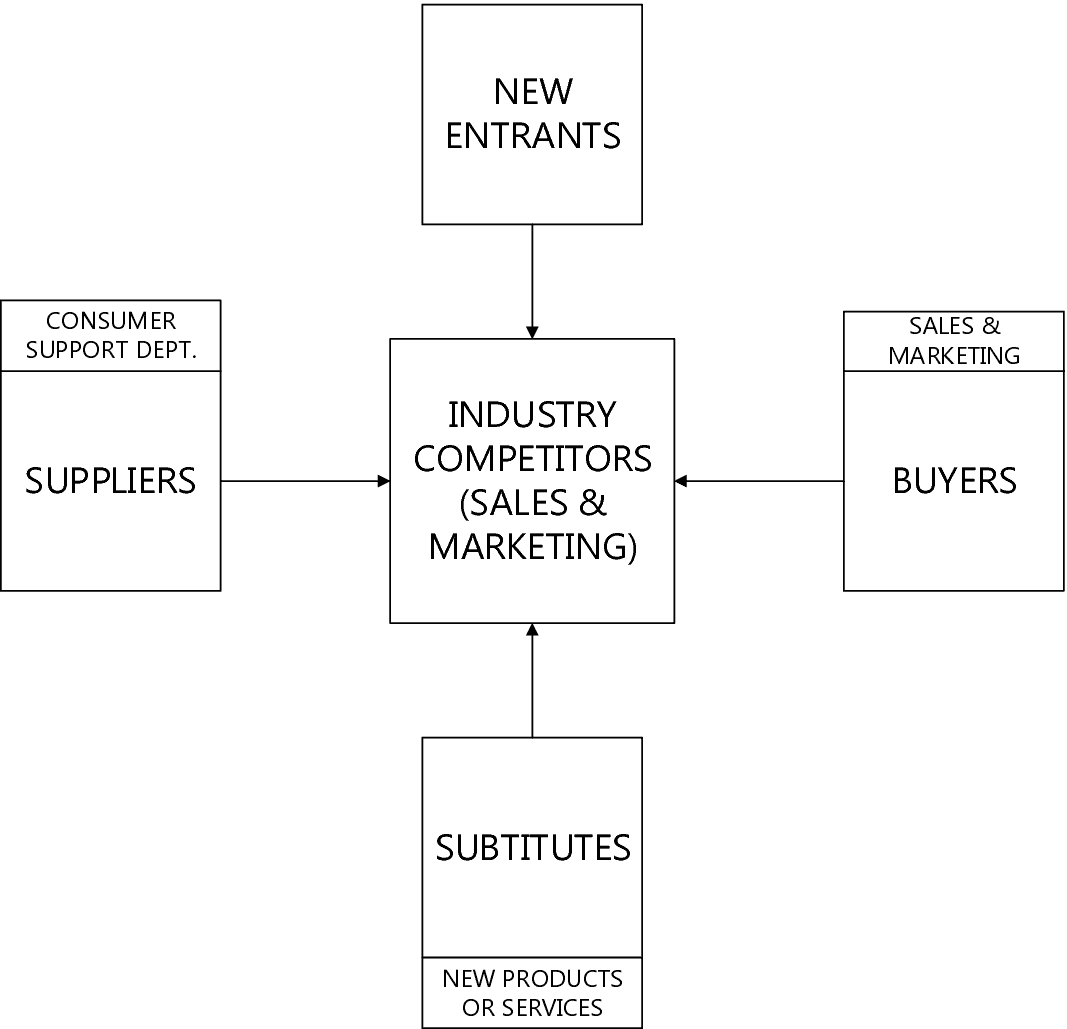 NEW
ENTRANTS
CONSUMER
SUPPORT DEPT.
SUPPLIERS
INDUSTRY
COMPETITORS
(SALES &
MARKETING)
SALES &
MARKETING
BUYERS
SUBTITUTES
NEW PRODUCTS
OR SERVICES